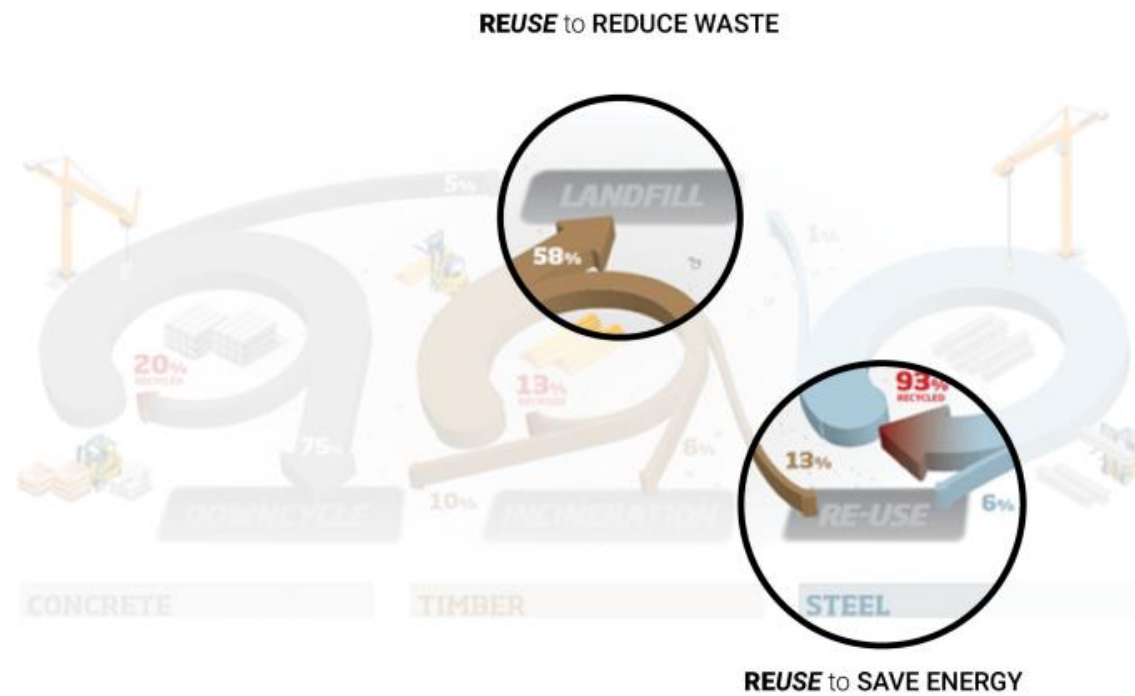 REUSE to REDUCE WASTE
LANDFILL
5%
1%
58%
20%
RECYCLED
13%
RECYCLED
93%
RECYCLED
75%
6%
13%
10%
6%
DOWNCYCLE
INCINERATION
RE-USE
CONCRETE
TIMBER
STEEL
REUSE to SAVE ENERGY